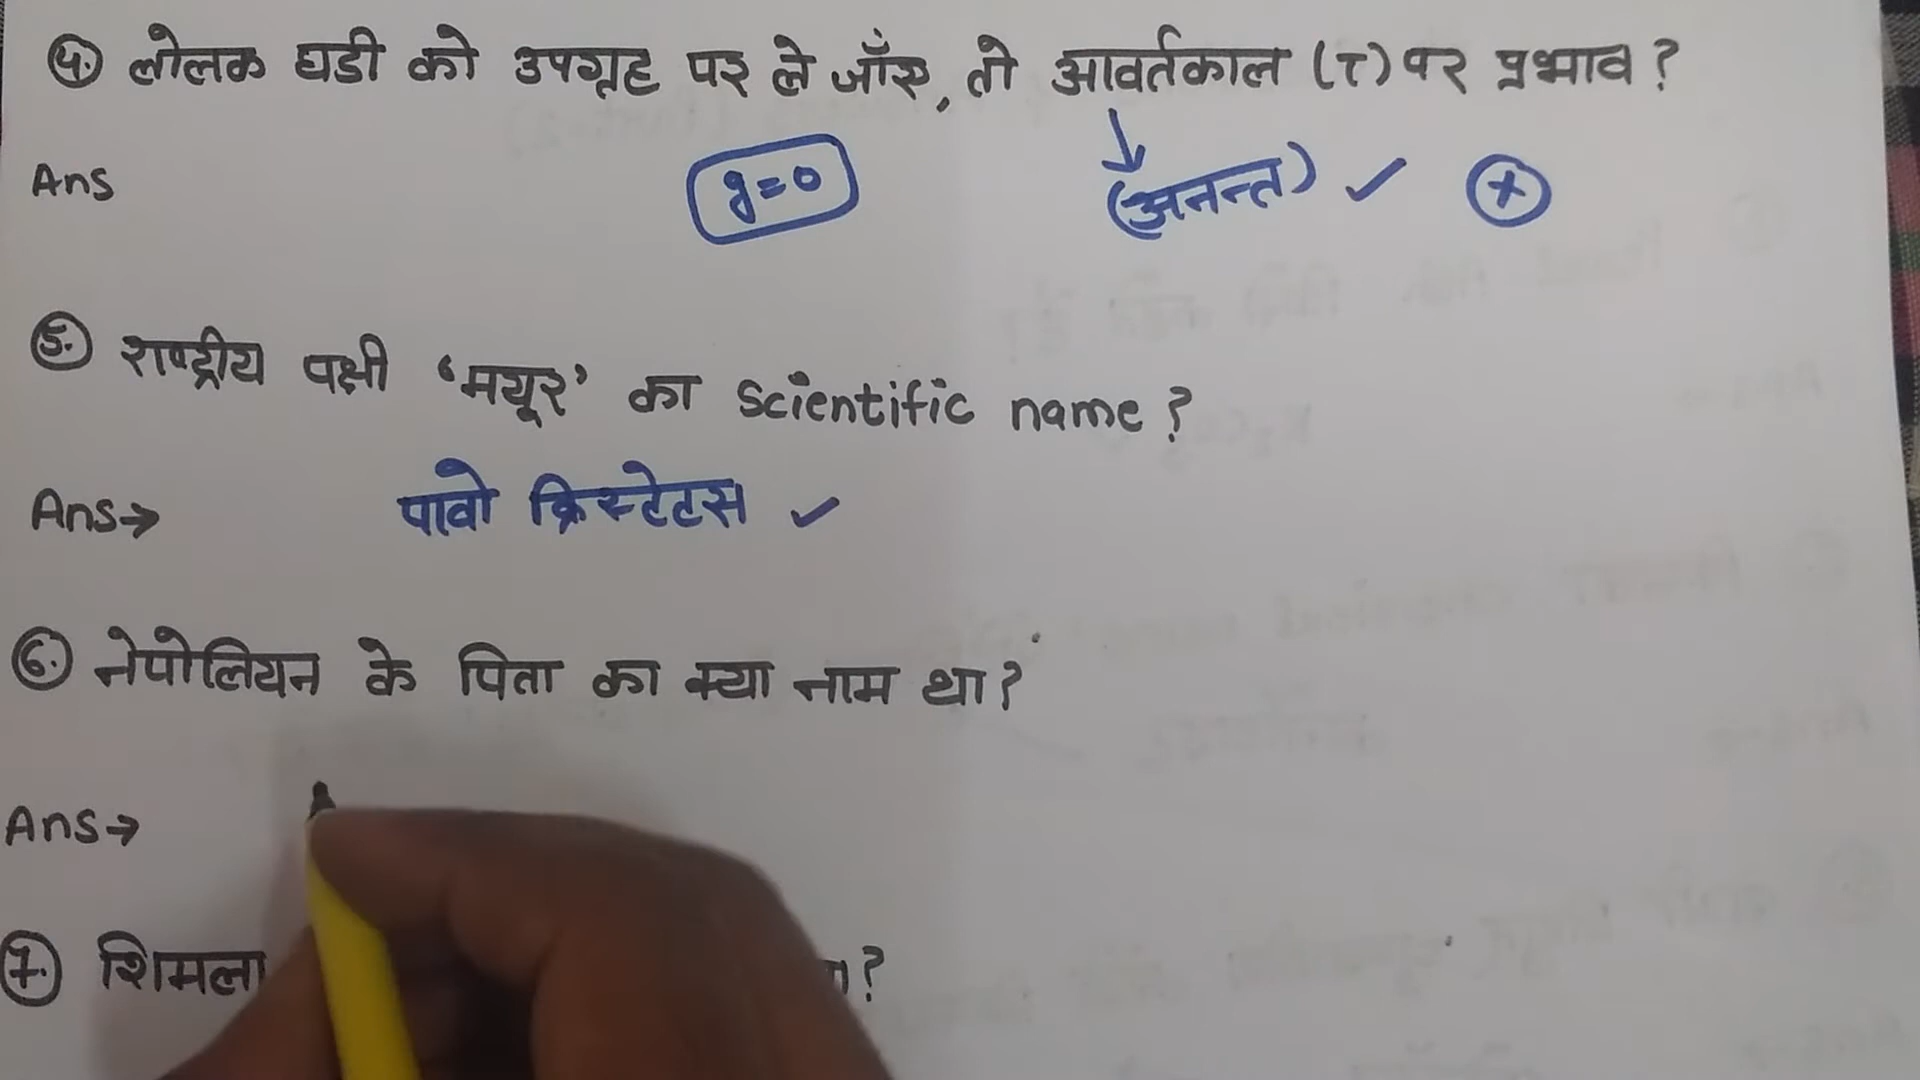 4. लोलक घडी को उपग्रह पर ले जाँए, तो आवर्तकाल (T) पर प्रभाव ?
Ans g=0 (अनन्त) ✓ +
5. राष्ट्रीय पक्षी ‘मयूर’ का Scientific name ?
Ans→ पावो क्रिस्टेटस ✓
6. नेपोलियन के पिता का क्या नाम था ?
Ans→
7. शिमला ?